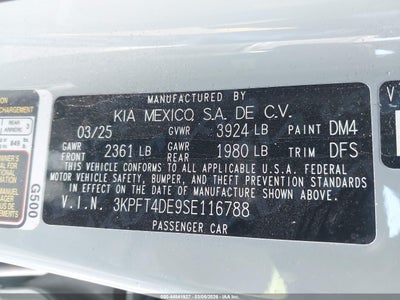 MANUFACTURED BY
KIA MEXICO, S.A. DE C.V.
03/25 GVWR 3924 LB PAINT DM4
GAWR FRONT 2361 LB GAWR REAR 1980 LB TRIM DFS
THIS VEHICLE CONFORMS TO ALL APPLICABLE U.S.A. FEDERAL
MOTOR VEHICLE SAFETY, BUMPER, AND THEFT PREVENTION STANDARDS
IN EFFECT ON THE DATE OF MANUFACTURE SHOWN ABOVE.
V.I.N. 3KPFT4DE9SE116788
PASSENGER CAR
REAR
G500
V